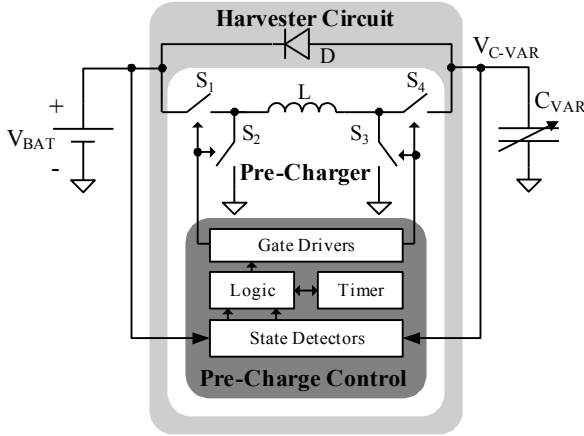 Harvester Circuit
D
V_C-VAR
S_1
L
S_4
C_VAR
+
V_BAT
-
S_2
S_3
Pre-Charger
Gate Drivers
Logic
Timer
State Detectors
Pre-Charge Control